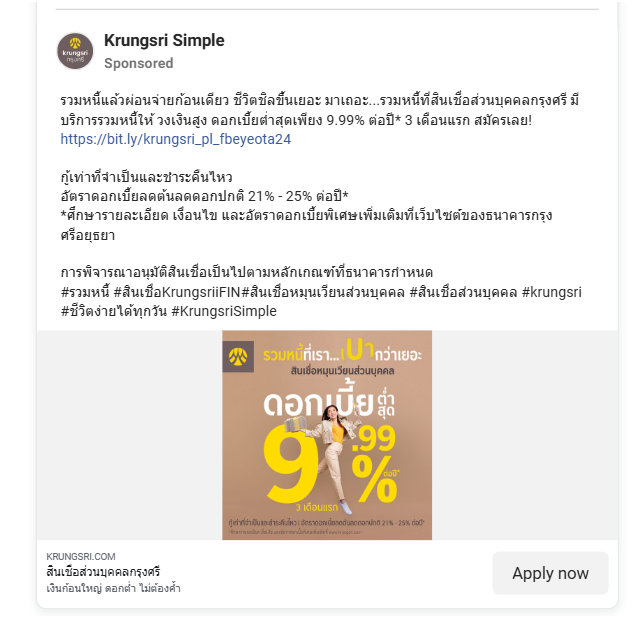 Krungsri Simple
Sponsored
krungsri
กรุงศรี
รวมหนี้แล้วผ่อนจ่ายก้อนเดียว ชีวิตชิลขึ้นเยอะ มาเถอะ...รวมหนี้ที่สินเชื่อส่วนบุคคลกรุงศรี มี
บริการรวมหนี้ให้ วงเงินสูง ดอกเบี้ยต่ำสุดเพียง 9.99% ต่อปี* 3 เดือนแรก สมัครเลย!
https://bit.ly/krungsri_pl_fbeyeota24
กู้เท่าที่จำเป็นและชำระคืนไหว
อัตราดอกเบี้ยลดต้นลดดอกปกติ 21% - 25% ต่อปี*
*ศึกษารายละเอียด เงื่อนไข และอัตราดอกเบี้ยพิเศษเพิ่มเติมที่เว็บไซต์ของธนาคารกรุง
ศรีอยุธยา
การพิจารณาอนุมัติสินเชื่อเป็นไปตามหลักเกณฑ์ที่ธนาคารกำหนด
#รวมหนี้ #สินเชื่อKrungsriiFIN#สินเชื่อหมุนเวียนส่วนบุคคล #สินเชื่อส่วนบุคคล #krungsri
#ชีวิตง่ายได้ทุกวัน #KrungsriSimple
รวมหนี้ที่เรา...เบากว่าเยอะ
สินเชื่อหมุนเวียนส่วนบุคคล
ดอกเบี้ยต่ำสุด
9.99%
ต่อปี*
3 เดือนแรก
กู้เท่าที่จำเป็นและชำระคืนไหว | อัตราดอกเบี้ยลดต้นลดดอกปกติ 21% - 25% ต่อปี*
KRUNGSRI.COM
สินเชื่อส่วนบุคคลกรุงศรี
เงินก้อนใหญ่ ดอกต่ำ ไม่ต้องค้ำ
Apply now